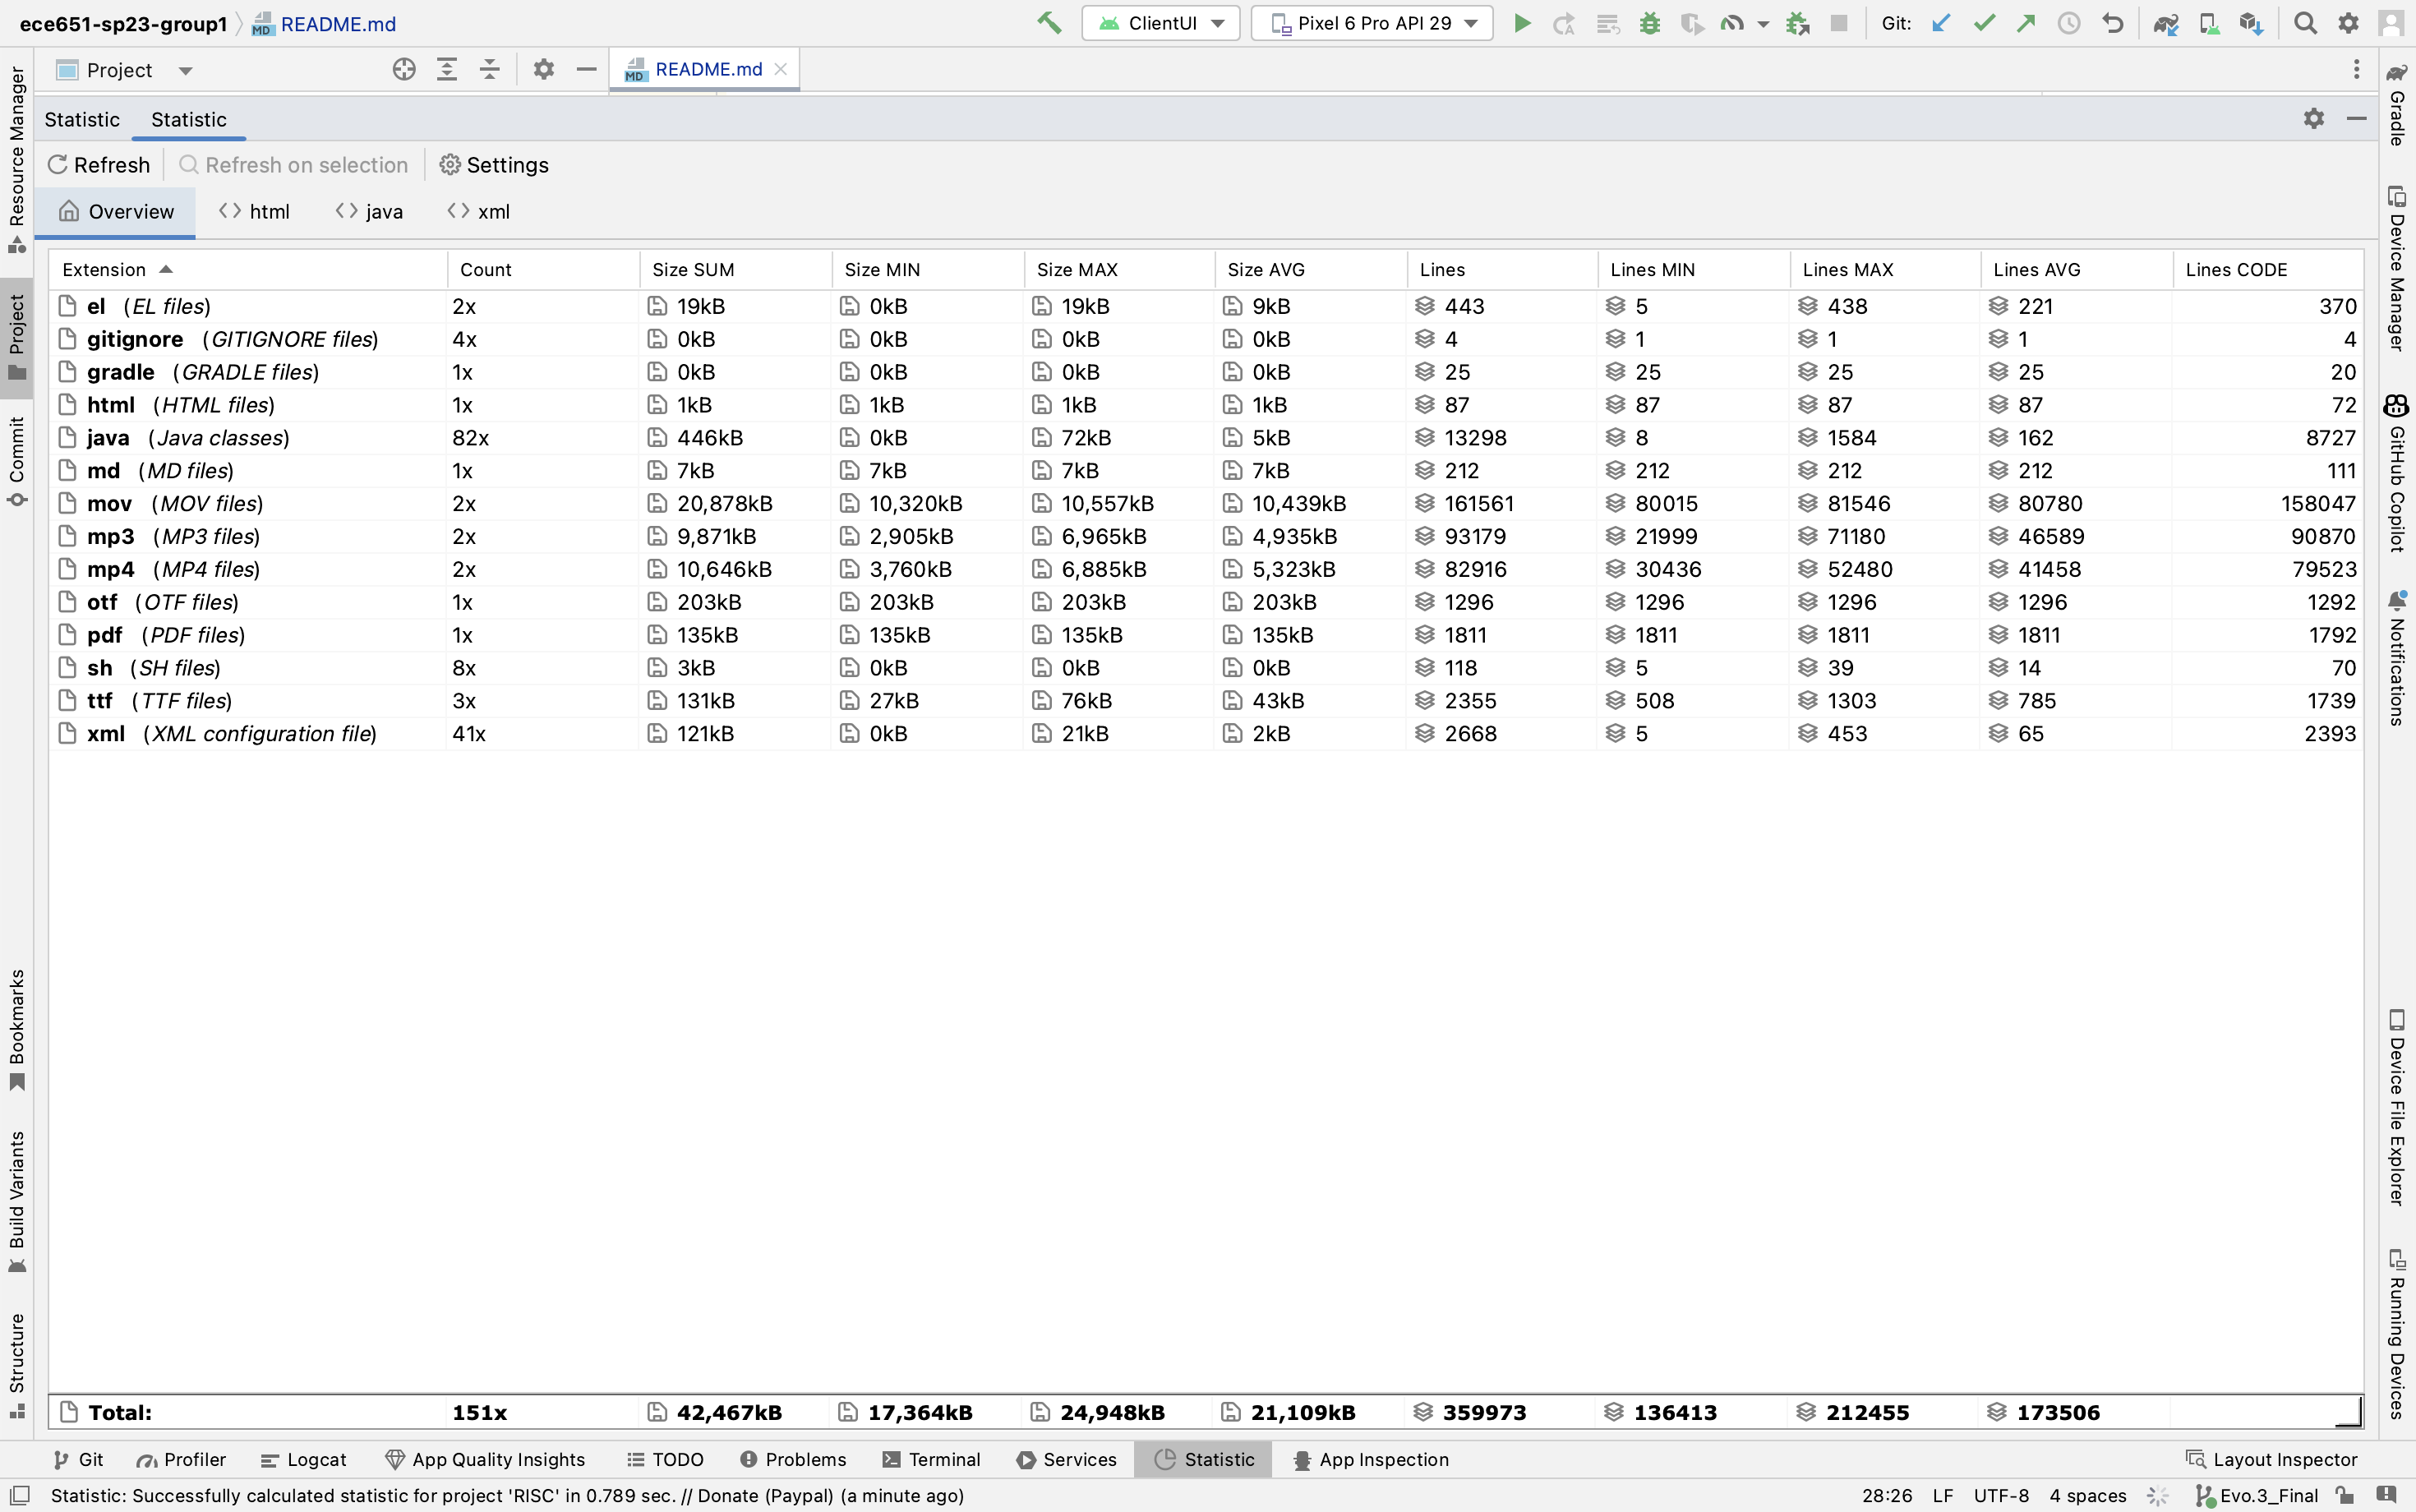 ece651-sp23-group1 README.md ClientUI Pixel 6 Pro API 29 Git:
Project README.md
Statistic Statistic
Refresh Refresh on selection Settings
Overview html java xml
Extension Count Size SUM Size MIN Size MAX Size AVG Lines Lines MIN Lines MAX Lines AVG Lines CODE
el (EL files) 2x 19kB 0kB 19kB 9kB 443 5 438 221 370
gitignore (GITIGNORE files) 4x 0kB 0kB 0kB 0kB 4 1 1 1 4
gradle (GRADLE files) 1x 0kB 0kB 0kB 0kB 25 25 25 25 20
html (HTML files) 1x 1kB 1kB 1kB 1kB 87 87 87 87 72
java (Java classes) 82x 446kB 0kB 72kB 5kB 13298 8 1584 162 8727
md (MD files) 1x 7kB 7kB 7kB 7kB 212 212 212 212 111
mov (MOV files) 2x 20,878kB 10,320kB 10,557kB 10,439kB 161561 80015 81546 80780 158047
mp3 (MP3 files) 2x 9,871kB 2,905kB 6,965kB 4,935kB 93179 21999 71180 46589 90870
mp4 (MP4 files) 2x 10,646kB 3,760kB 6,885kB 5,323kB 82916 30436 52480 41458 79523
otf (OTF files) 1x 203kB 203kB 203kB 203kB 1296 1296 1296 1296 1292
pdf (PDF files) 1x 135kB 135kB 135kB 135kB 1811 1811 1811 1811 1792
sh (SH files) 8x 3kB 0kB 0kB 0kB 118 5 39 14 70
ttf (TTF files) 3x 131kB 27kB 76kB 43kB 2355 508 1303 785 1739
xml (XML configuration file) 41x 121kB 0kB 21kB 2kB 2668 5 453 65 2393
Total: 151x 42,467kB 17,364kB 24,948kB 21,109kB 359973 136413 212455 173506
Resource Manager
Project
Commit
Bookmarks
Build Variants
Structure
Gradle
Device Manager
GitHub Copilot
Notifications
Device File Explorer
Running Devices
Git Profiler Logcat App Quality Insights TODO Problems Terminal Services Statistic App Inspection Layout Inspector
Statistic: Successfully calculated statistic for project 'RISC' in 0.789 sec. // Donate (Paypal) (a minute ago) 28:26 LF UTF-8 4 spaces Evo.3_Final